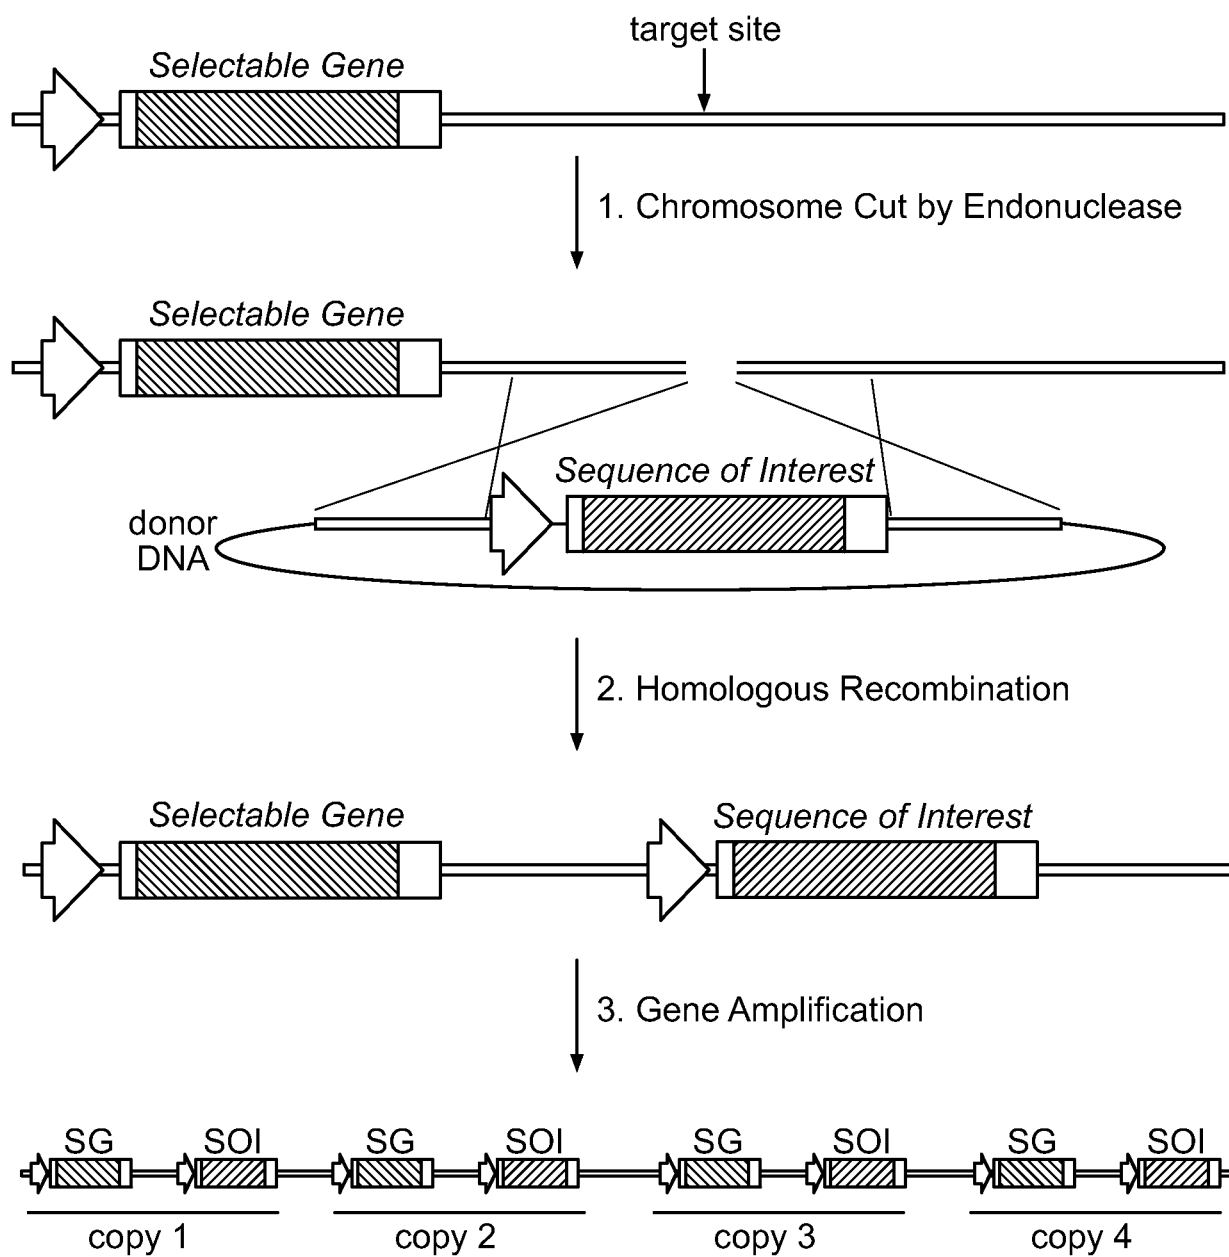 target site
Selectable Gene
1. Chromosome Cut by Endonuclease
Selectable Gene
Sequence of Interest
donor
DNA
2. Homologous Recombination
Selectable Gene
Sequence of Interest
3. Gene Amplification
SG SOI SG SOI SG SOI SG SOI
copy 1 copy 2 copy 3 copy 4